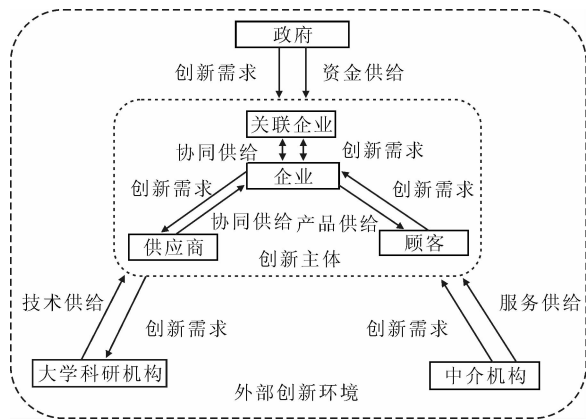 政府
创新需求 资金供给
关联企业
协同供给 创新需求
企业
创新需求 创新需求
协同供给 产品供给
供应商 顾客
创新主体
技术供给 服务供给
创新需求 创新需求
大学科研机构 中介机构
外部创新环境